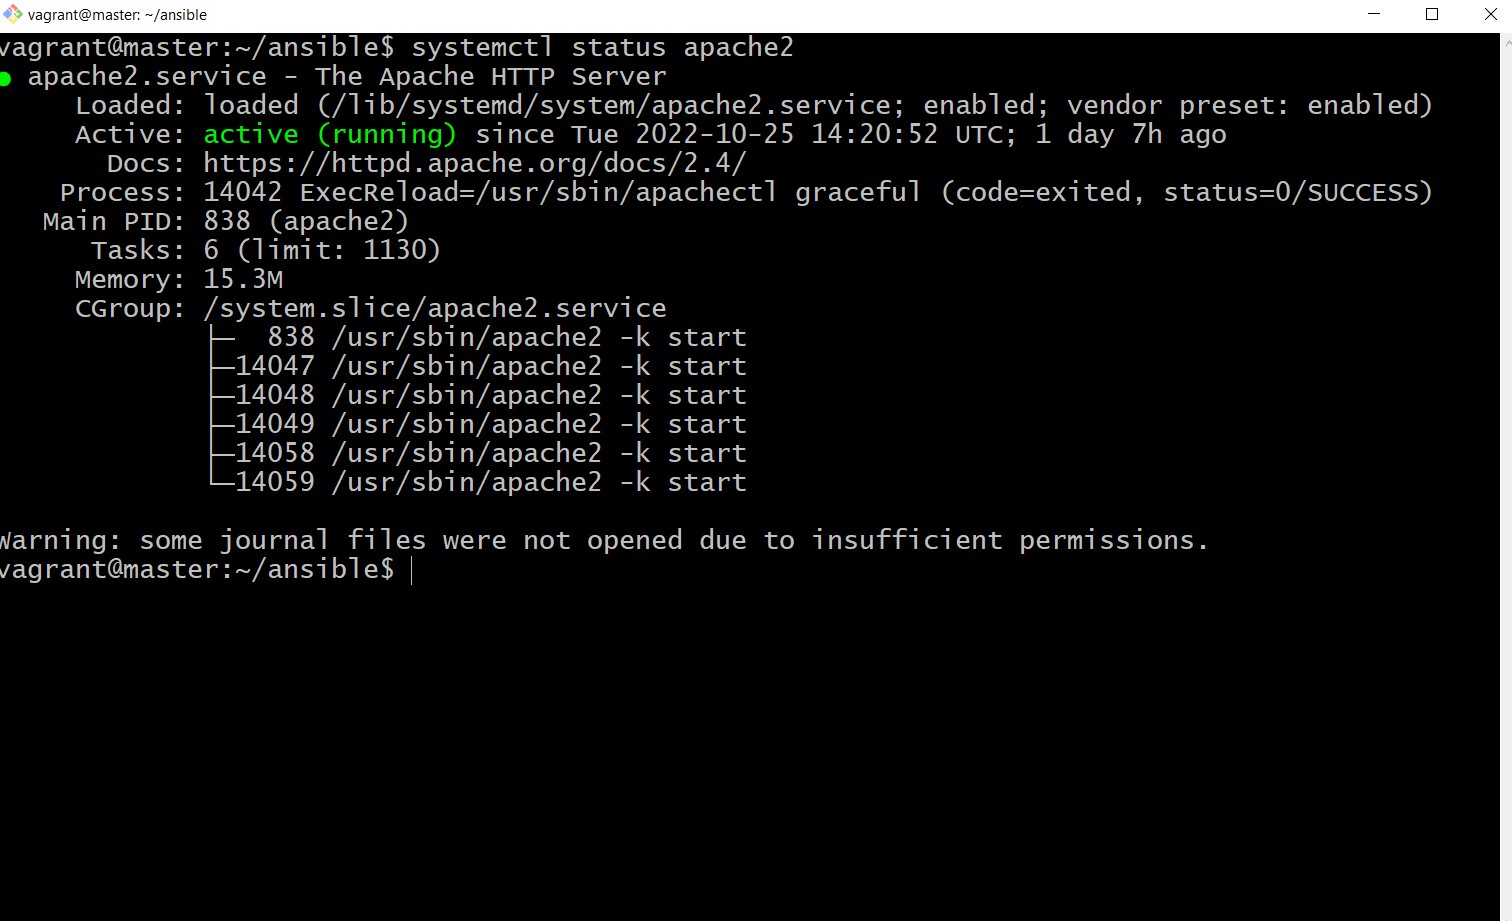 vagrant@master: ~/ansible
vagrant@master:~/ansible$ systemctl status apache2
● apache2.service - The Apache HTTP Server
     Loaded: loaded (/lib/systemd/system/apache2.service; enabled; vendor preset: enabled)
     Active: active (running) since Tue 2022-10-25 14:20:52 UTC; 1 day 7h ago
       Docs: https://httpd.apache.org/docs/2.4/
    Process: 14042 ExecReload=/usr/sbin/apachectl graceful (code=exited, status=0/SUCCESS)
   Main PID: 838 (apache2)
      Tasks: 6 (limit: 1130)
     Memory: 15.3M
     CGroup: /system.slice/apache2.service
             ├─  838 /usr/sbin/apache2 -k start
             ├─14047 /usr/sbin/apache2 -k start
             ├─14048 /usr/sbin/apache2 -k start
             ├─14049 /usr/sbin/apache2 -k start
             ├─14058 /usr/sbin/apache2 -k start
             └─14059 /usr/sbin/apache2 -k start
Warning: some journal files were not opened due to insufficient permissions.
vagrant@master:~/ansible$